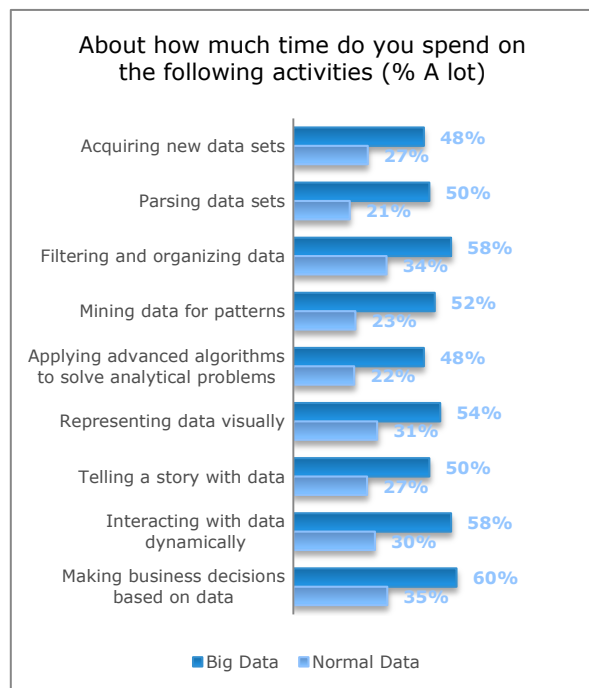 About how much time do you spend on
the following activities (% A lot)
Acquiring new data sets
48%
27%
Parsing data sets
50%
21%
Filtering and organizing data
58%
34%
Mining data for patterns
52%
23%
Applying advanced algorithms
to solve analytical problems
48%
22%
Representing data visually
54%
31%
Telling a story with data
50%
27%
Interacting with data
dynamically
58%
30%
Making business decisions
based on data
60%
35%
Big Data Normal Data